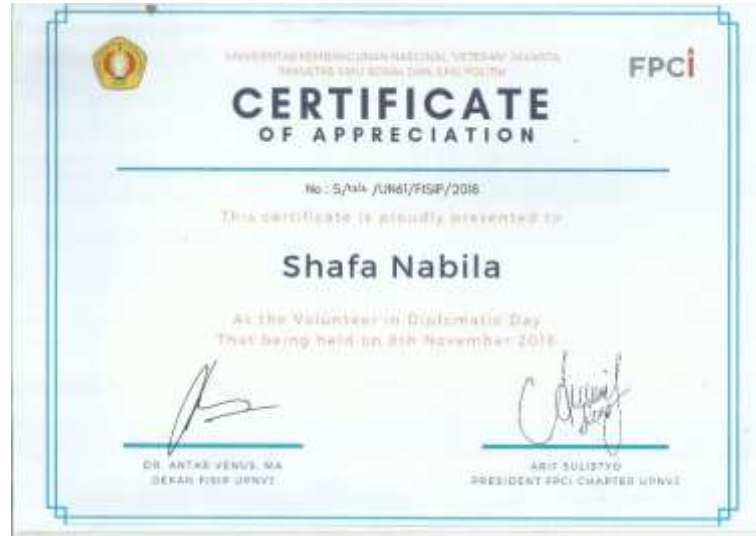 UNIVERSITAS PEMBANGUNAN NASIONAL "VETERAN" JAKARTA
FAKULTAS ILMU SOSIAL DAN ILMU POLITIK
FPCi
CERTIFICATE
OF APPRECIATION
No : S/ /UN61/FISIP/2018
This certificate is proudly presented to
Shafa Nabila
As the Volunteer in Diplomatic Day
That being held on 8th November 2018
DR. ANTAR VENUS, MA
DEKAN FISIP UPNVJ
ARIF SULISTYO
PRESIDENT FPCI CHAPTER UPNVJ